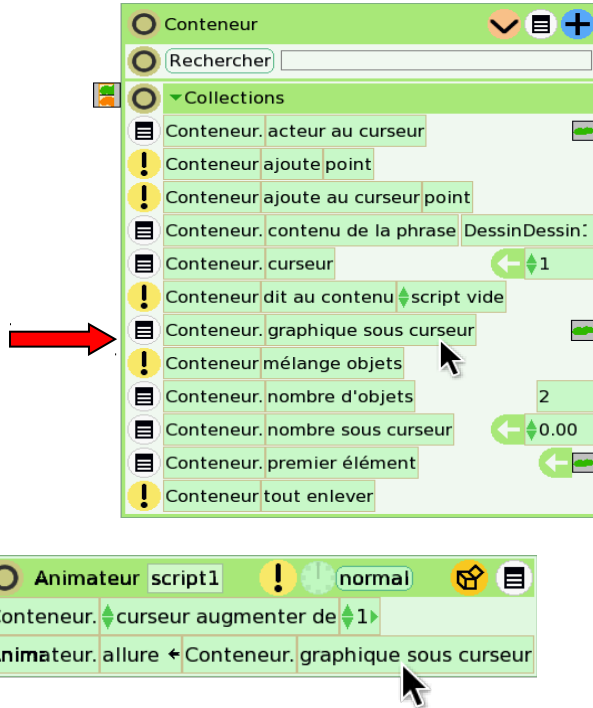 Conteneur
Rechercher
Collections
Conteneur. acteur au curseur
! Conteneur ajoute point
! Conteneur ajoute au curseur point
Conteneur. contenu de la phrase DessinDessin1
Conteneur. curseur 1
! Conteneur dit au contenu script vide
Conteneur. graphique sous curseur
! Conteneur mélange objets
Conteneur. nombre d'objets 2
Conteneur. nombre sous curseur 0.00
Conteneur. premier élément
! Conteneur tout enlever
Animateur script1 ! normal
Conteneur. curseur augmenter de 1
Animateur. allure Conteneur. graphique sous curseur